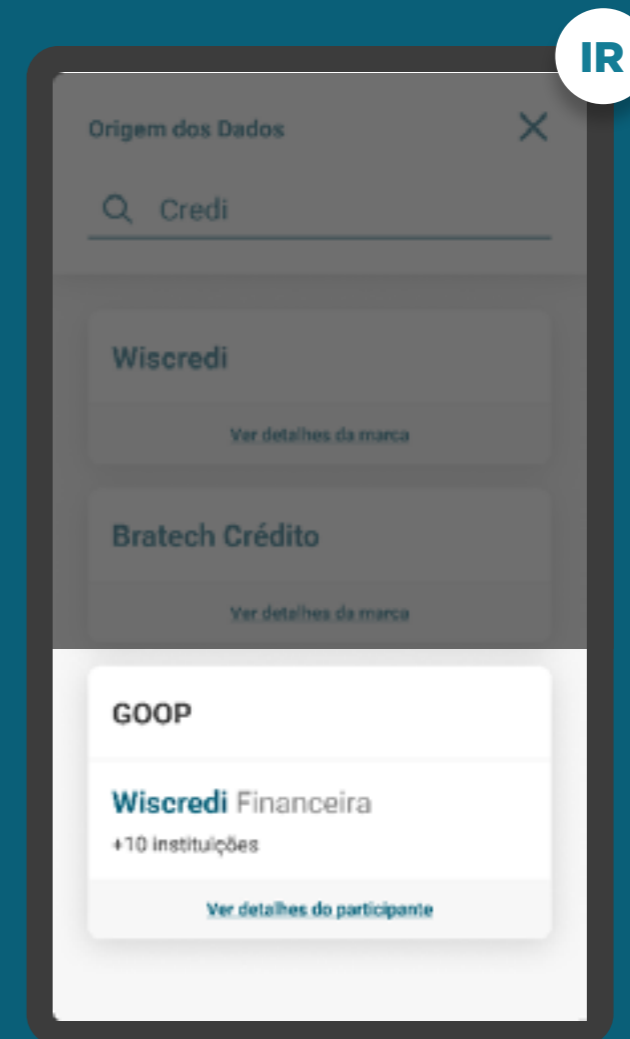 IR
Origem dos Dados
Credi
Wiscredi
Ver detalhes da marca
Bratech Crédito
Ver detalhes da marca
GOOP
Wiscredi Financeira
+10 instituições
Ver detalhes do participante